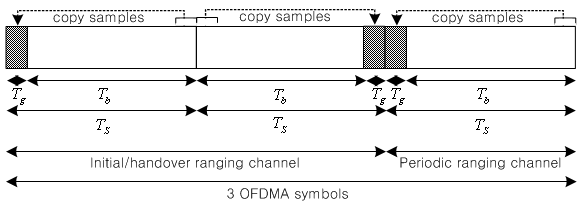 copy samples copy samples copy samples
Tg Tb Tb Tg Tg Tb
TS TS TS
Initial/handover ranging channel Periodic ranging channel
3 OFDMA symbols